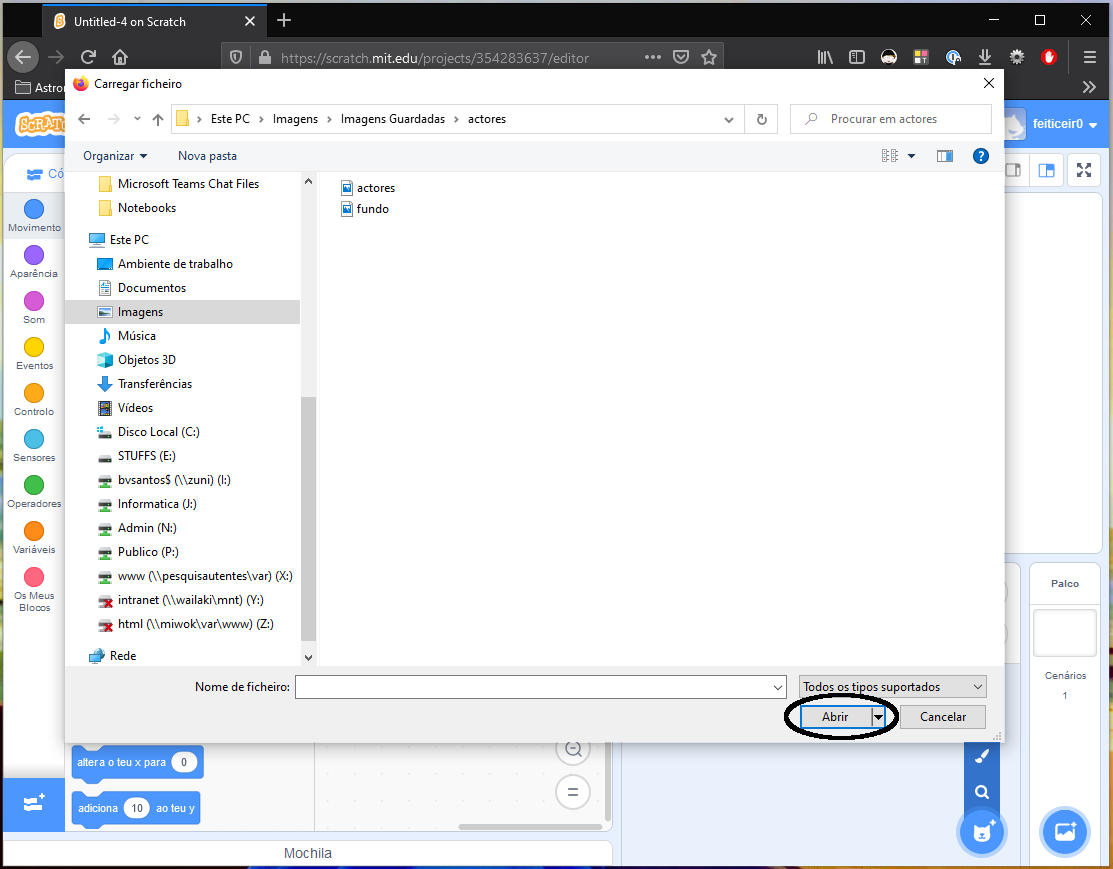 Untitled-4 on Scratch
https://scratch.mit.edu/projects/354283637/editor
Astron
Carregar ficheiro
Este PC > Imagens > Imagens Guardadas > actores
Procurar em actores
SCRATC
feiticeir0
Organizar
Nova pasta
Có
Movimento
Aparência
Som
Eventos
Controlo
Sensores
Operadores
Variáveis
Os Meus
Blocos
Microsoft Teams Chat Files
Notebooks
Este PC
Ambiente de trabalho
Documentos
Imagens
Música
Objetos 3D
Transferências
Vídeos
Disco Local (C:)
STUFFS (E:)
bvsantos$ (\\zuni) (I:)
Informatica (J:)
Admin (N:)
Publico (P:)
www (\\pesquisautentes\var) (X:)
intranet (\\wailaki\mnt) (Y:)
html (\\miwok\var\www) (Z:)
Rede
actores
fundo
Nome de ficheiro:
Todos os tipos suportados
Abrir
Cancelar
Palco
Cenários
1
altera o teu x para 0
adiciona 10 ao teu y
Mochila